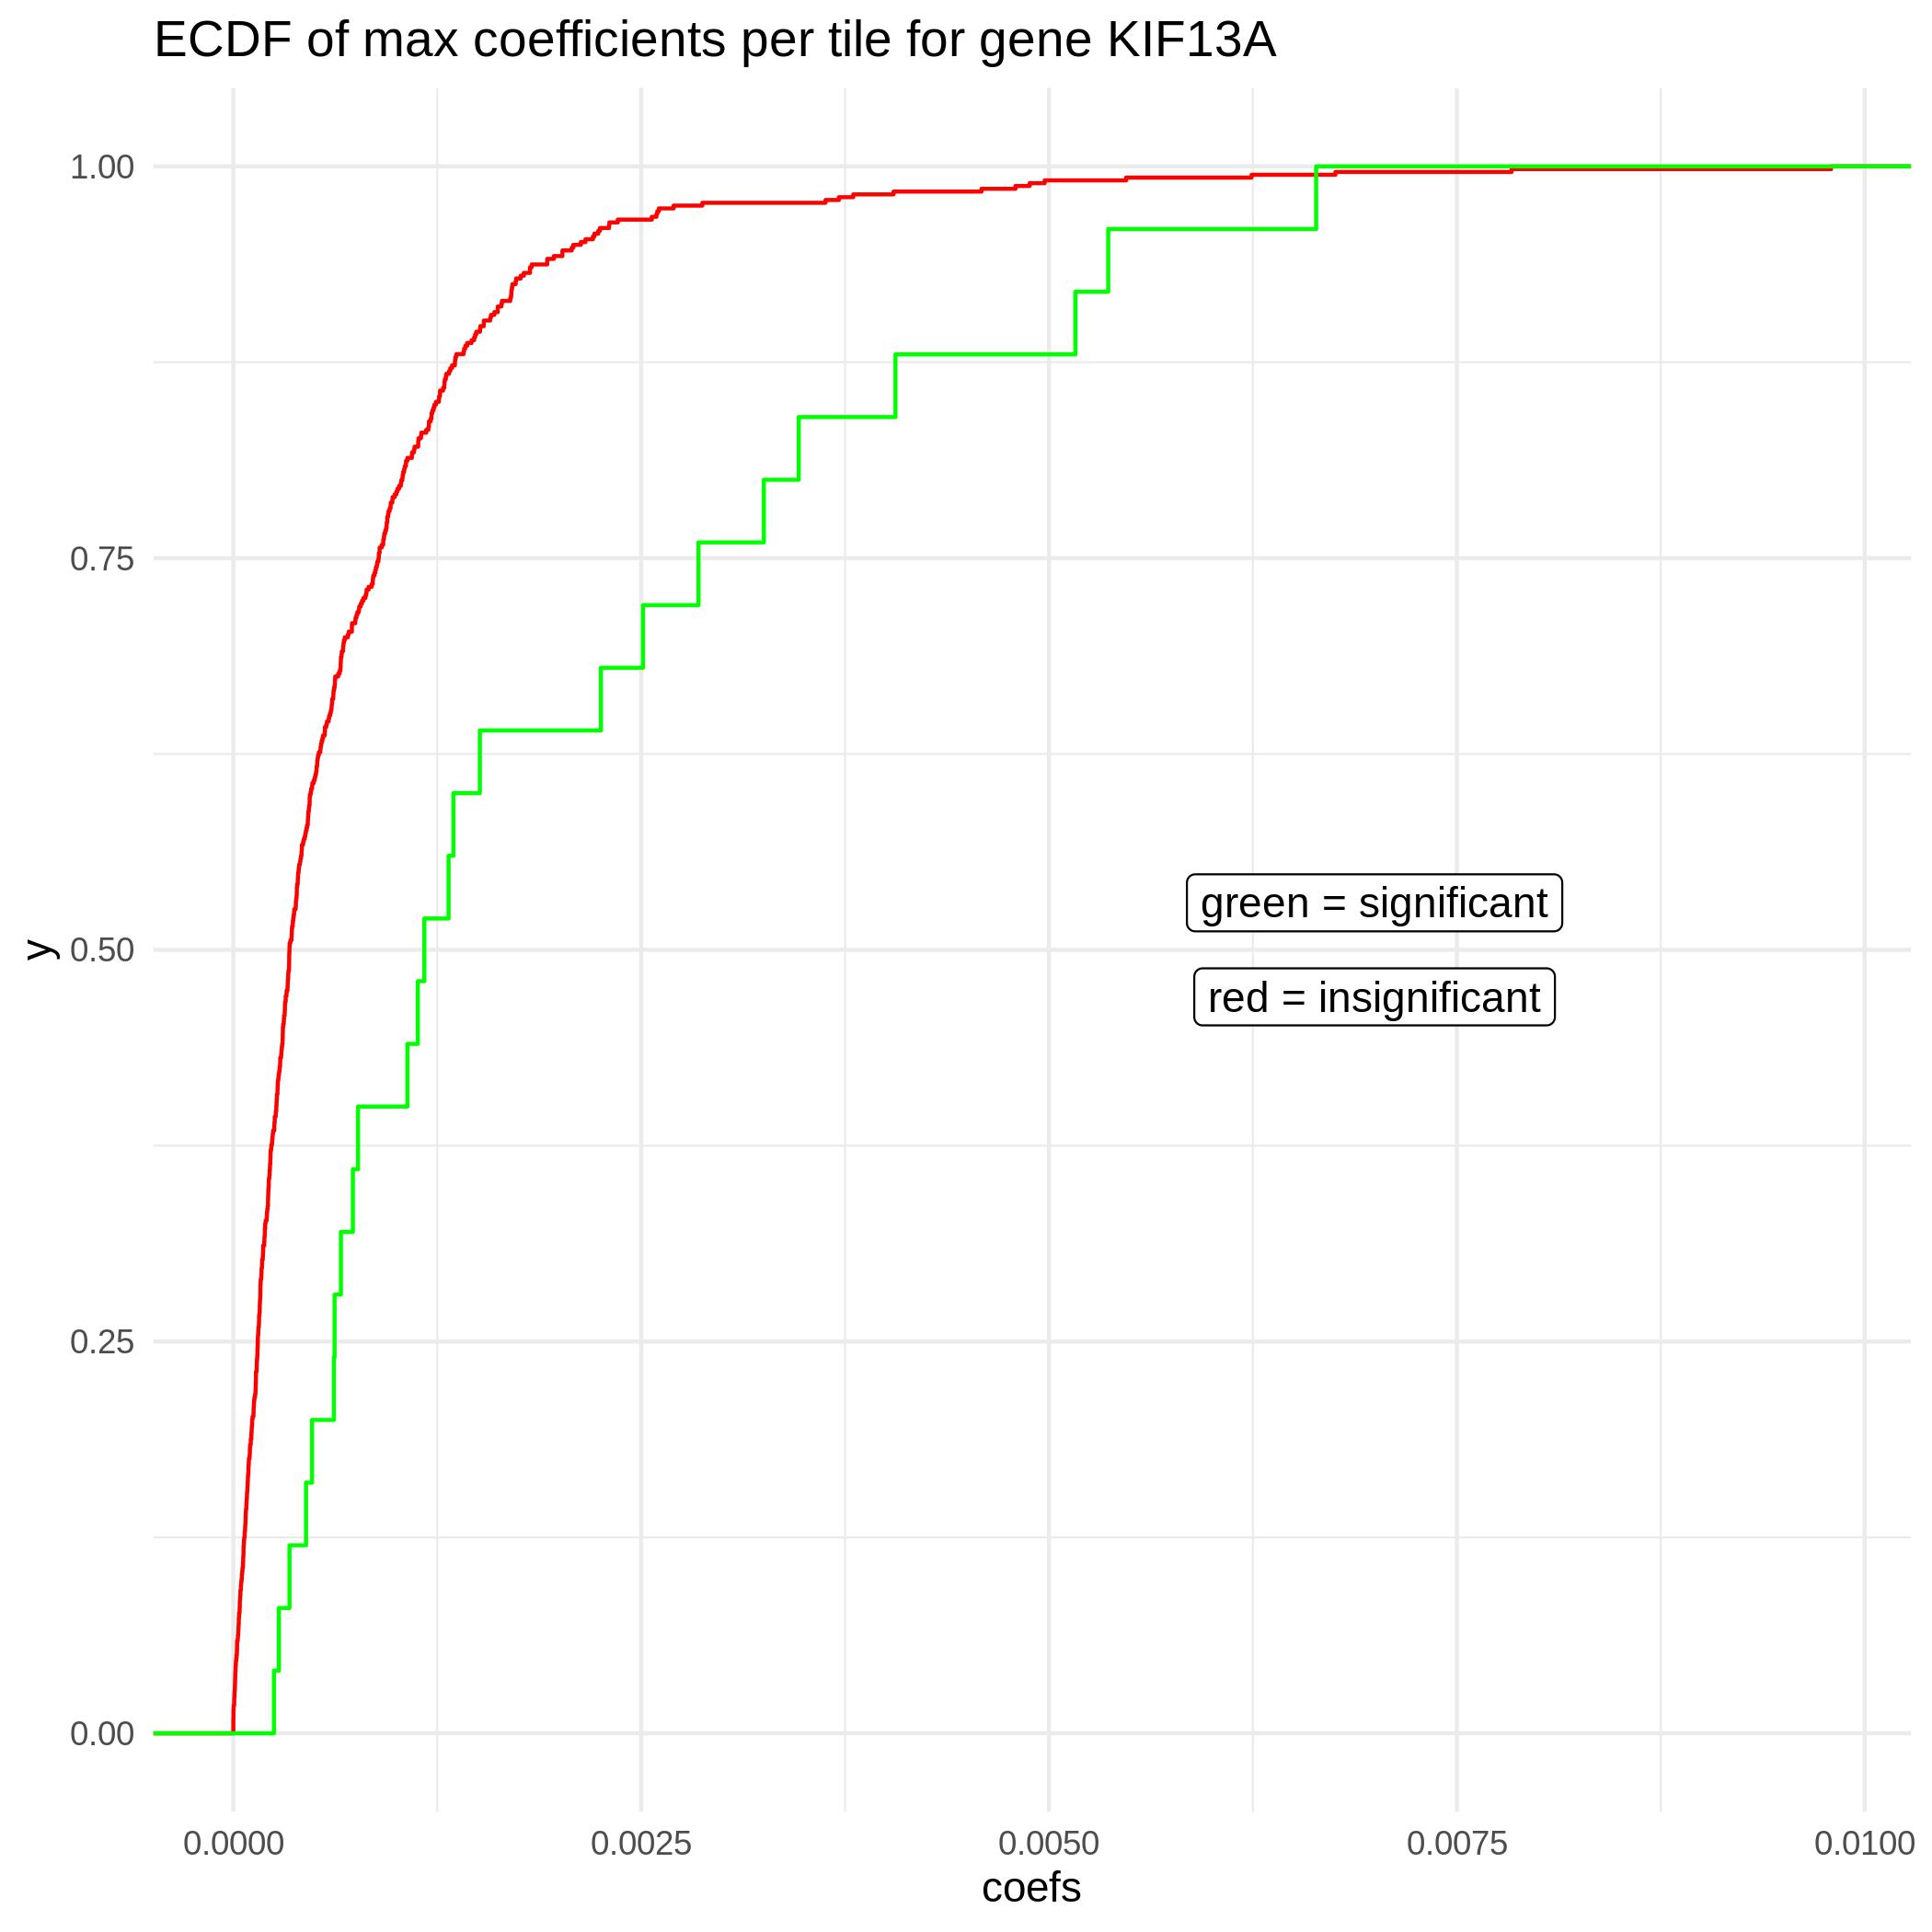 ECDF of max coefficients per tile for gene KIF13A
1.00
0.75
0.50
0.25
0.00
y
green = significant
red = insignificant
0.0000
0.0025
0.0050
0.0075
0.0100
coefs